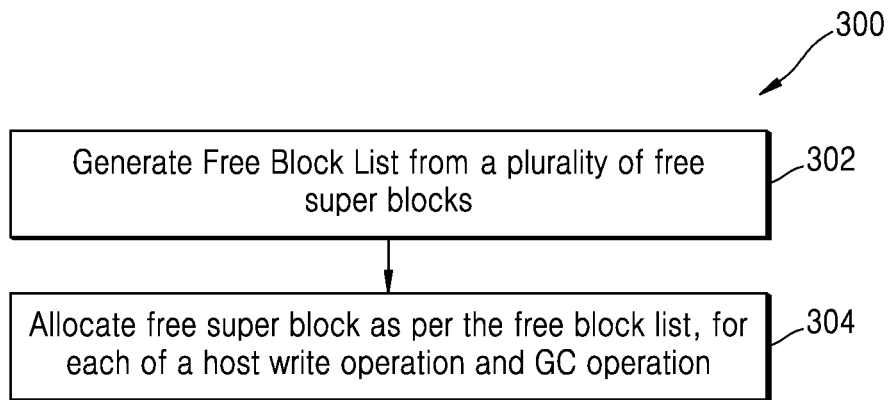 300
Generate Free Block List from a plurality of free
super blocks
302
Allocate free super block as per the free block list, for
each of a host write operation and GC operation
304